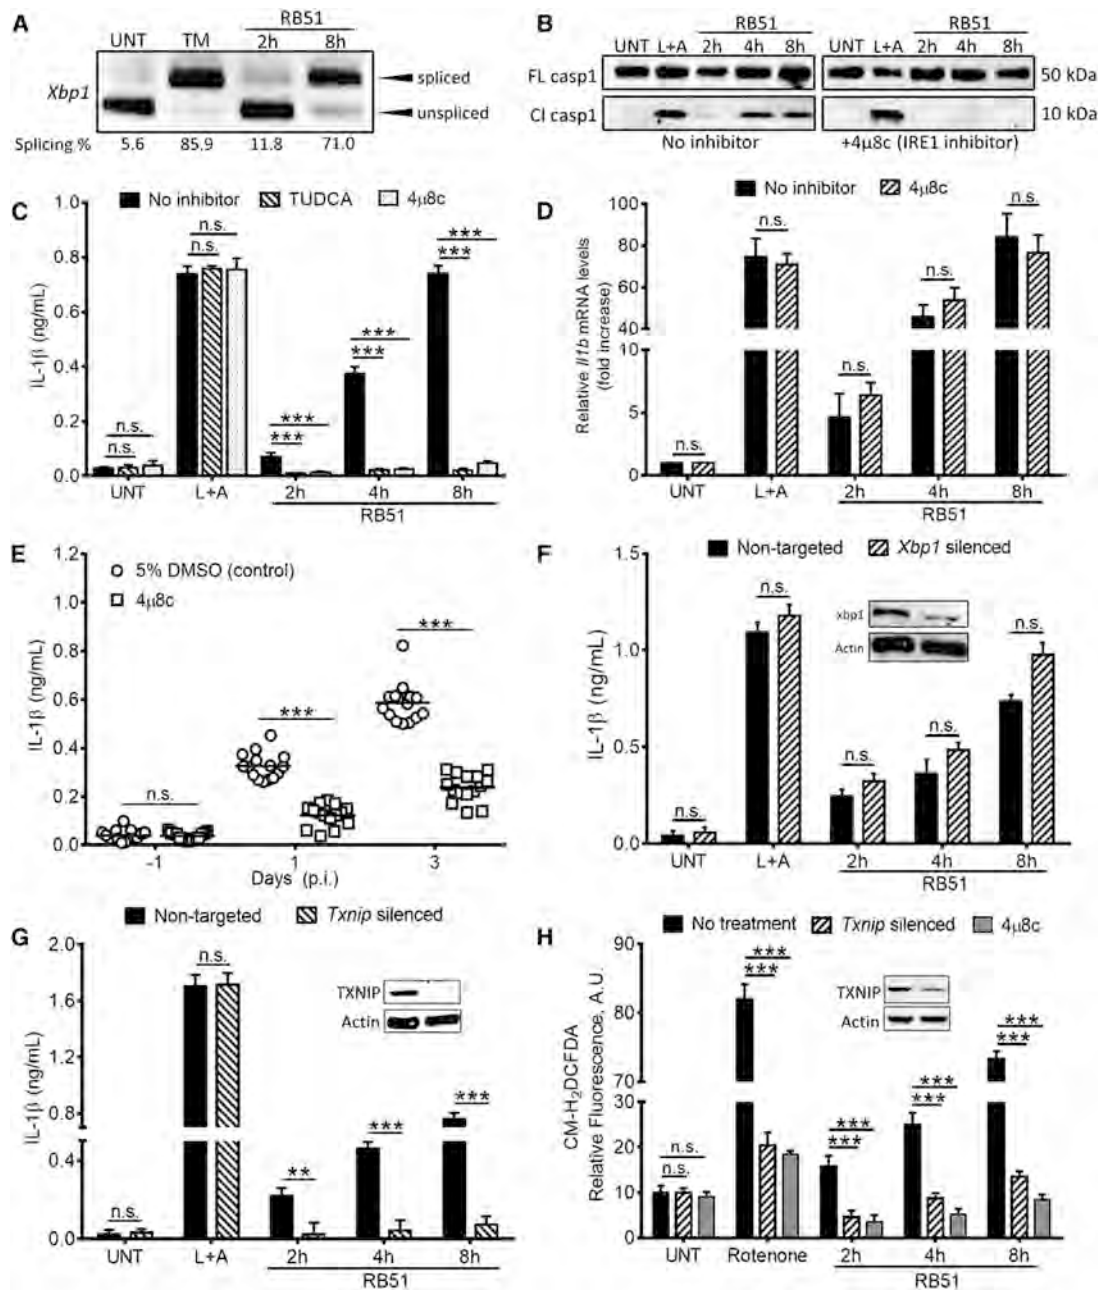 A
RB51
UNT TM 2h 8h
Xbp1
spliced
unspliced
Splicing % 5.6 85.9 11.8 71.0
B
RB51 RB51
UNT L+A 2h 4h 8h UNT L+A 2h 4h 8h
FL casp1 50 kDa
Cl casp1 10 kDa
No inhibitor +4µ8c (IRE1 inhibitor)
C
No inhibitor TUDCA 4µ8c
IL-1β (ng/mL)
1.0
0.8
0.6
0.4
0.2
0.0
n.s.
n.s.
n.s.
n.s.
***
***
***
***
***
***
UNT L+A 2h 4h 8h
RB51
D
No inhibitor 4µ8c
Relative Il1b mRNA levels
(fold increase)
100
80
60
40
10
5
0
n.s.
n.s.
n.s.
n.s.
n.s.
UNT L+A 2h 4h 8h
RB51
E
5% DMSO (control)
4µ8c
IL-1β (ng/mL)
1.2
1.0
0.8
0.6
0.4
0.2
0.0
n.s.
***
***
-1 1 3
Days (p.i.)
F
Non-targeted Xbp1 silenced
IL-1β (ng/mL)
1.5
1.0
0.5
0.0
xbp1
Actin
n.s.
n.s.
n.s.
n.s.
n.s.
UNT L+A 2h 4h 8h
RB51
G
Non-targeted Txnip silenced
IL-1β (ng/mL)
2.0
1.6
1.2
0.8
0.4
0.0
TXNIP
Actin
n.s.
n.s.
**
***
***
UNT L+A 2h 4h 8h
RB51
H
No treatment Txnip silenced 4µ8c
CM-H2DCFDA
Relative Fluorescence, A.U.
90
80
70
30
20
10
0
TXNIP
Actin
n.s.
n.s.
***
***
***
***
***
***
***
***
UNT Rotenone 2h 4h 8h
RB51